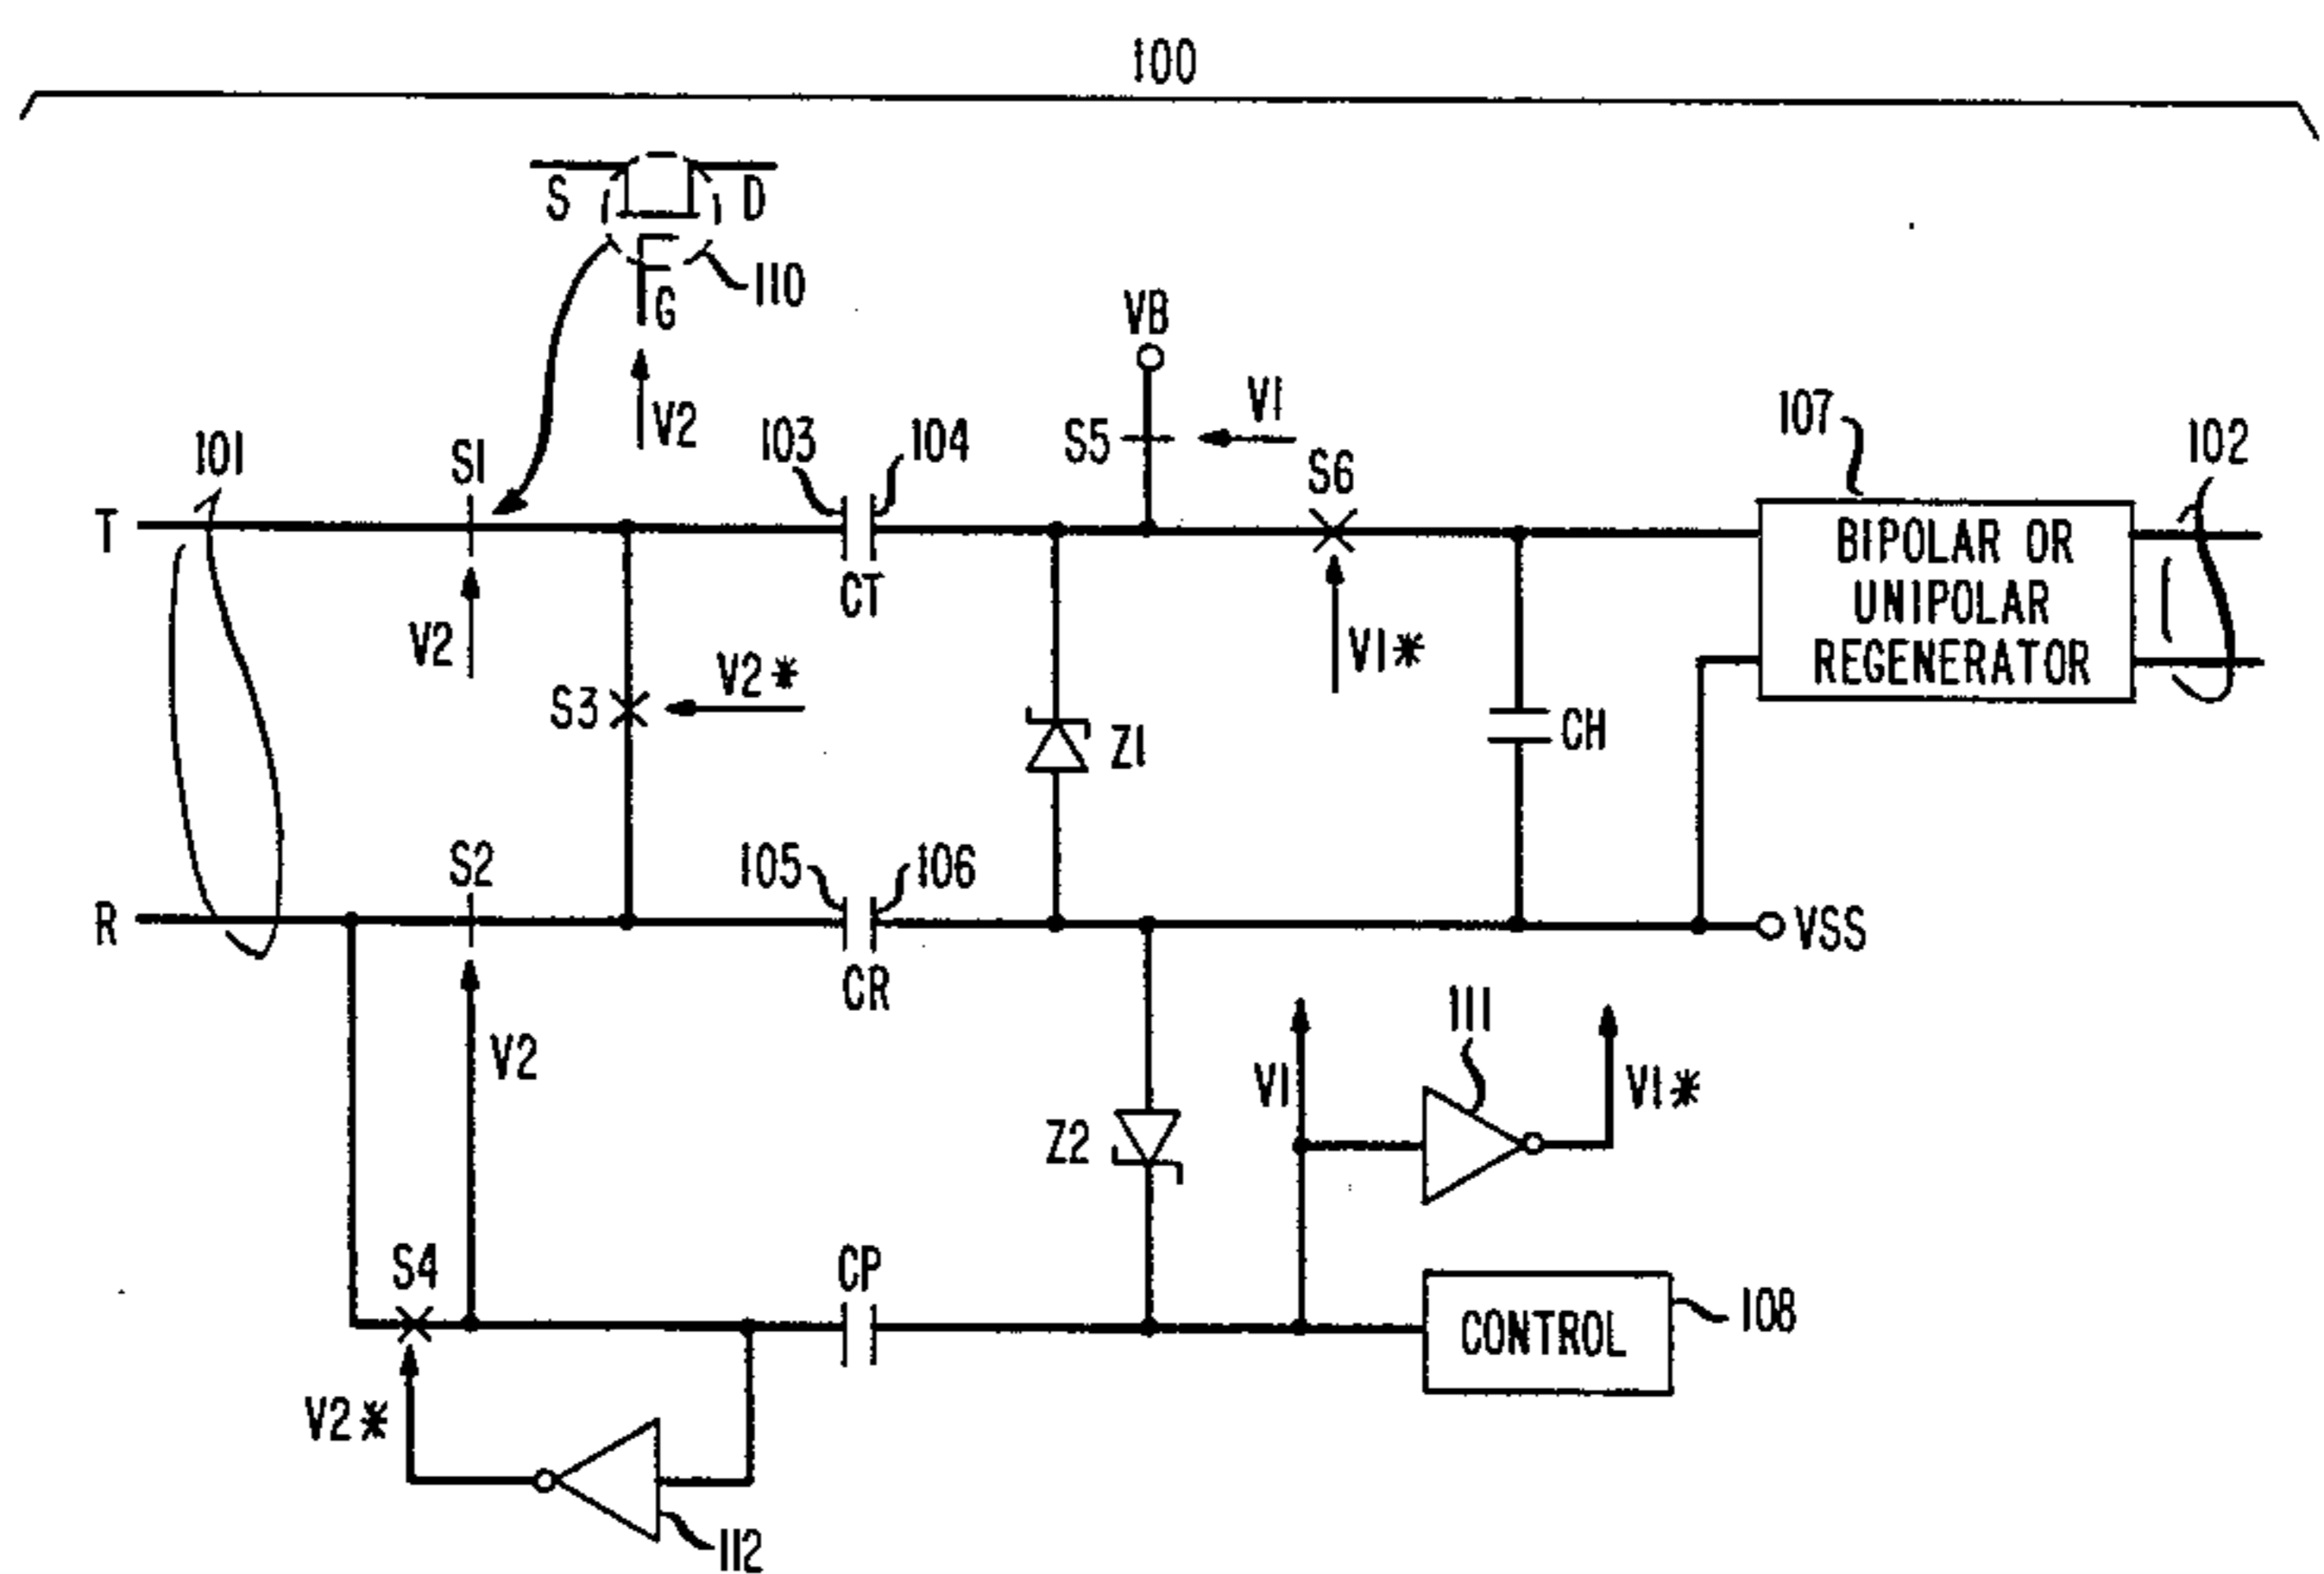 100
S
D
110
G
V2
VB
V1
S5
103
104
S6
107
102
101
S1
T
CT
V2
V1*
BIPOLAR OR
UNIPOLAR
REGENERATOR
V2*
S3
Z1
CH
S2
105
106
R
CR
VSS
V2
V1
111
V1*
Z2
S4
CP
CONTROL
108
V2*
112